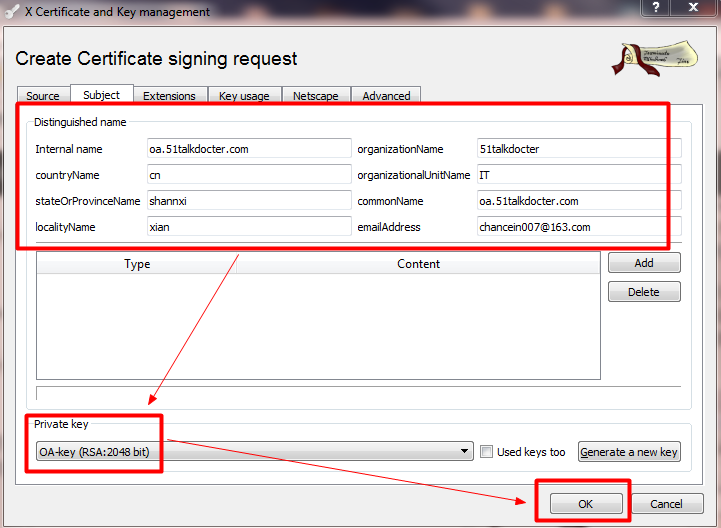 X Certificate and Key management
?
Create Certificate signing request
Source Subject Extensions Key usage Netscape Advanced
Distinguished name
Internal name oa.51talkdocter.com organizationName 51talkdocter
countryName cn organizationalUnitName IT
stateOrProvinceName shannxi commonName oa.51talkdocter.com
localityName xian emailAddress chancein007@163.com
Type Content Add
Delete
Private key
OA-key (RSA:2048 bit) Used keys too Generate a new key
OK Cancel